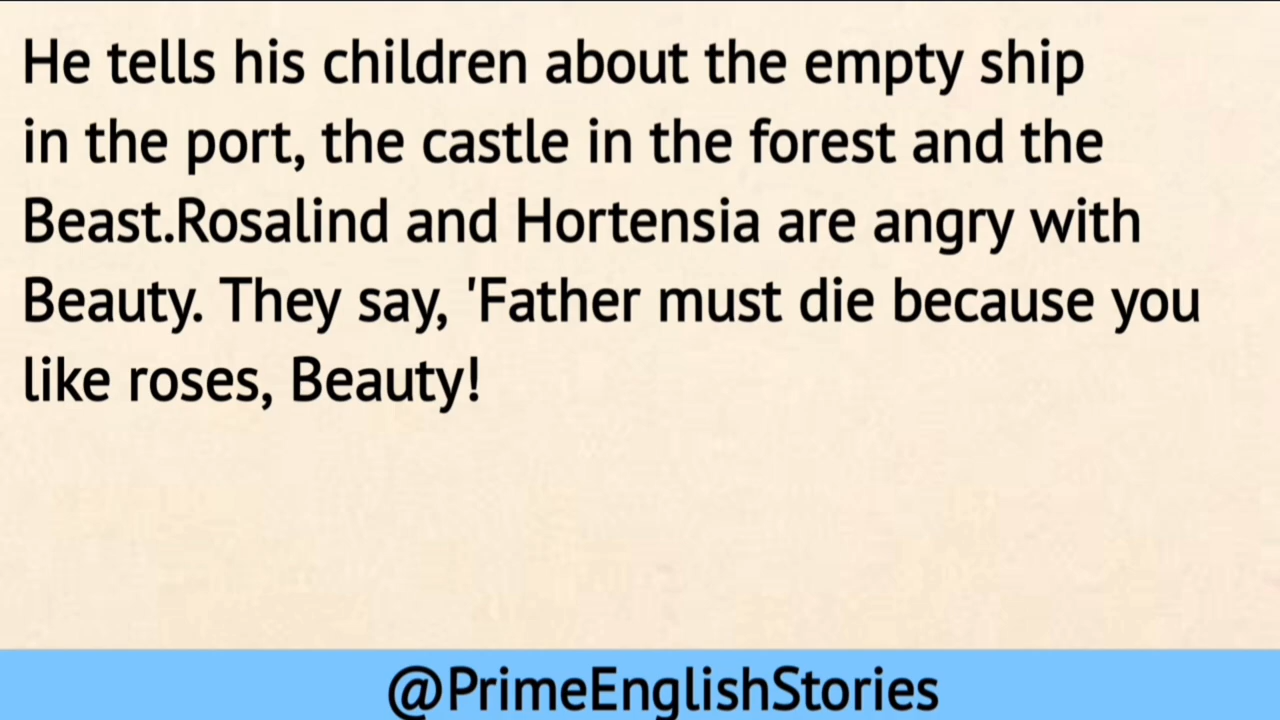 He tells his children about the empty ship
in the port, the castle in the forest and the
Beast.Rosalind and Hortensia are angry with
Beauty. They say, 'Father must die because you
like roses, Beauty!
@PrimeEnglishStories